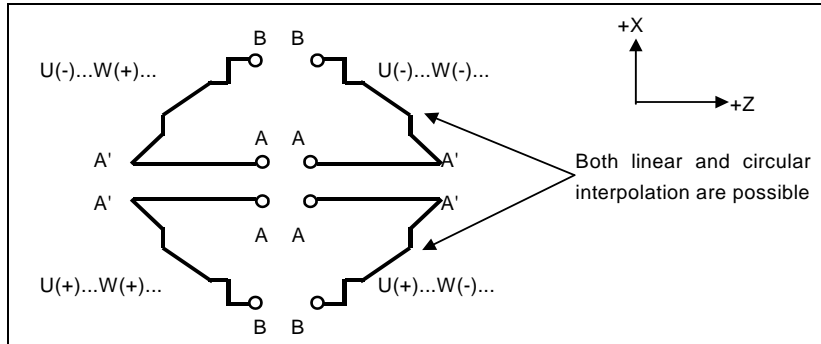 B B
+X
U(-)...W(+)...
U(-)...W(-)...
+Z
A A
A' A'
Both linear and circular
interpolation are possible
A' A'
A A
U(+)...W(+)...
U(+)...W(-)...
B B